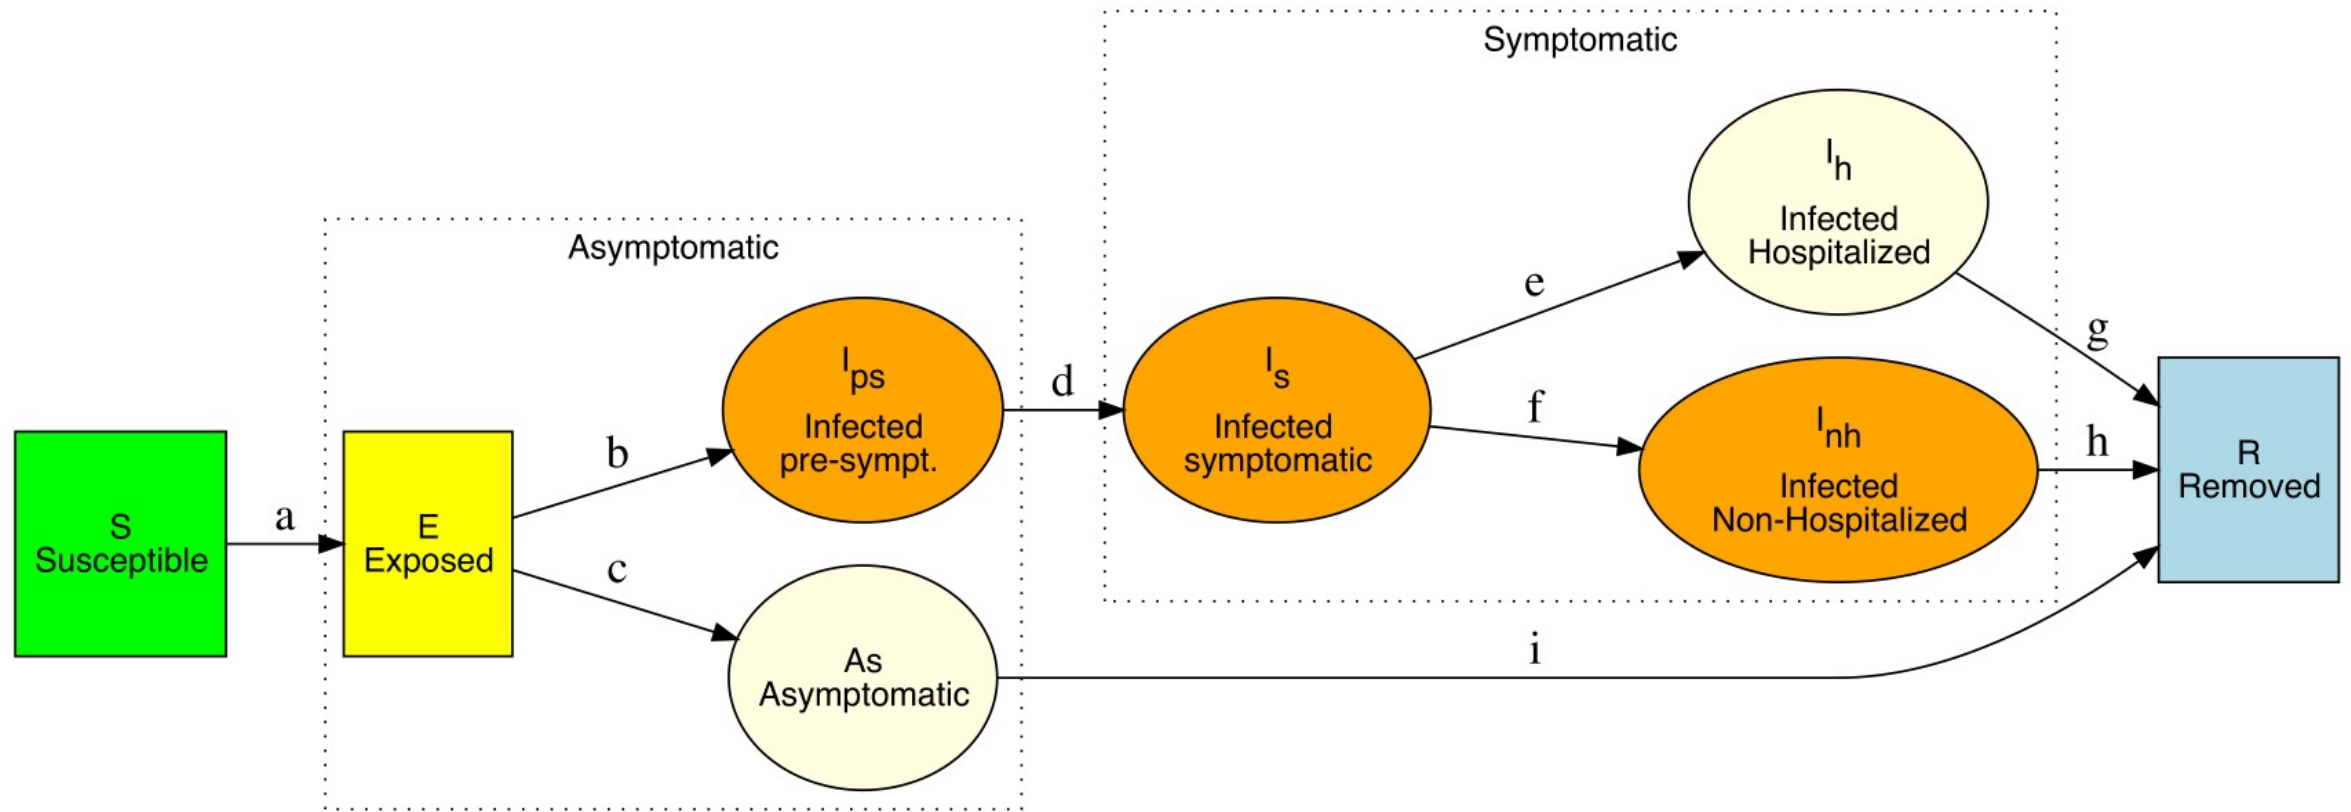 Symptomatic
I_h
Infected
Hospitalized
Asymptomatic
I_ps
Infected
pre-sympt.
I_s
Infected
symptomatic
I_nh
Infected
Non-Hospitalized
S
Susceptible
E
Exposed
As
Asymptomatic
R
Removed
a
b
c
d
e
f
g
h
i